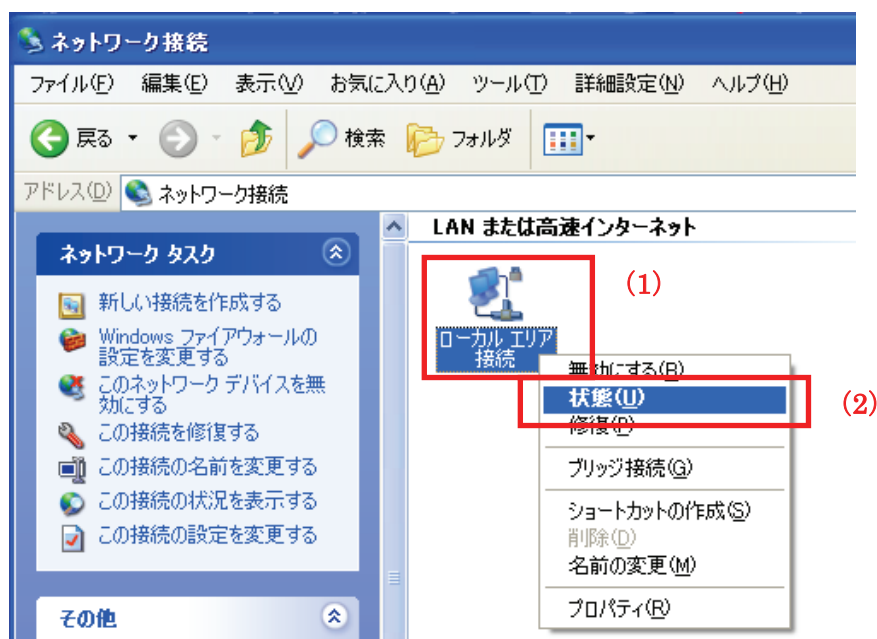 ネットワーク接続
ファイル(F) 編集(E) 表示(V) お気に入り(A) ツール(T) 詳細設定(N) ヘルプ(H)
戻る 検索 フォルダ
アドレス(D) ネットワーク接続
ネットワーク タスク
新しい接続を作成する
Windows ファイアウォールの
設定を変更する
このネットワーク デバイスを無
効にする
この接続を修復する
この接続の名前を変更する
この接続の状況を表示する
この接続の設定を変更する
その他
LAN または高速インターネット
(1)
ローカル エリア
接続
無効にする(B)
状態(U)
(2)
修復(P)
ブリッジ接続(G)
ショートカットの作成(S)
削除(D)
名前の変更(M)
プロパティ(R)